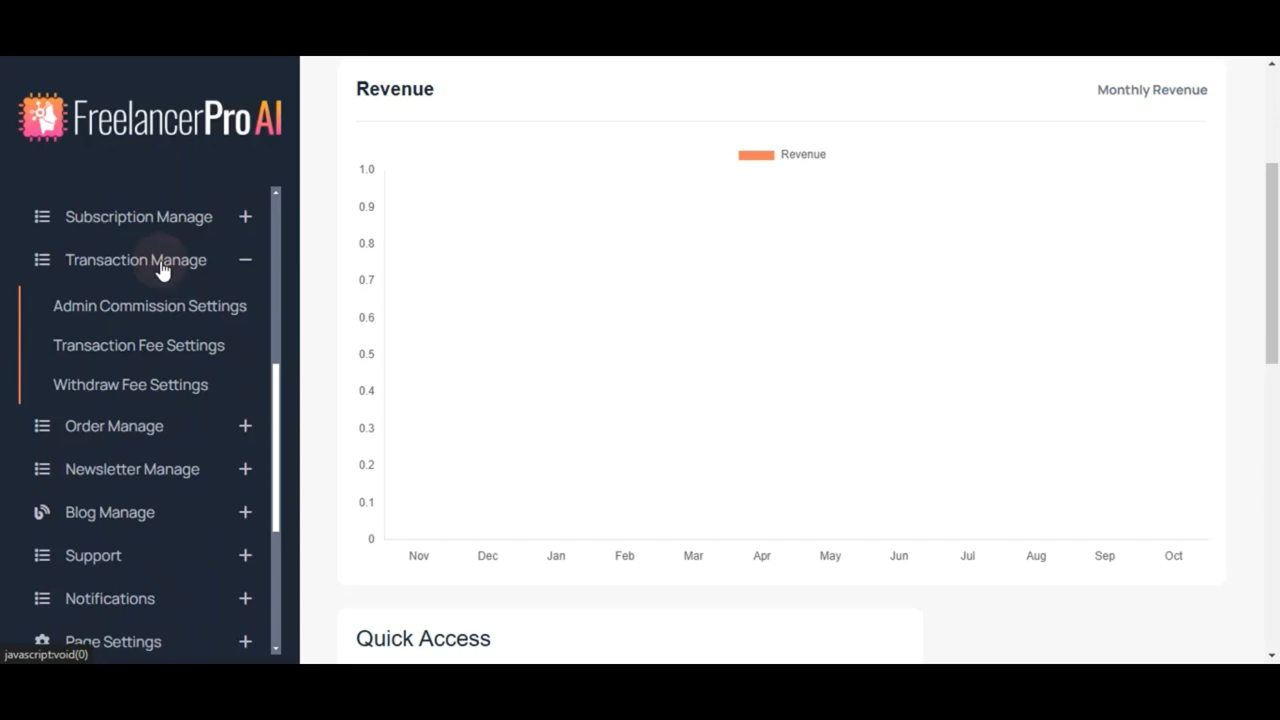 FreelancerPro AI
Subscription Manage
Transaction Manage
Admin Commission Settings
Transaction Fee Settings
Withdraw Fee Settings
Order Manage
Newsletter Manage
Blog Manage
Support
Notifications
Page Settings
javascript:void(0)
Revenue
Monthly Revenue
Revenue
1.0
0.9
0.8
0.7
0.6
0.5
0.4
0.3
0.2
0.1
0
Nov Dec Jan Feb Mar Apr May Jun Jul Aug Sep Oct
Quick Access